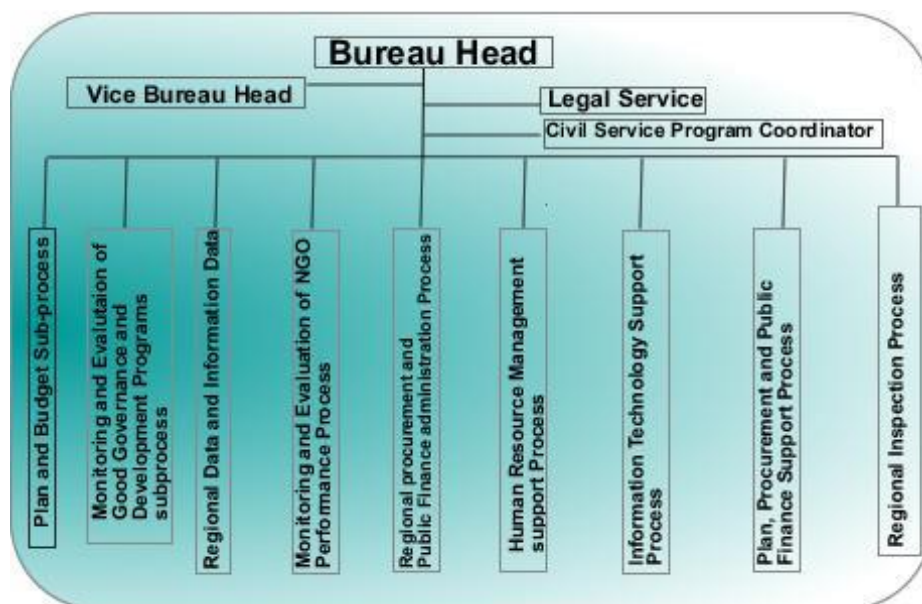 Bureau Head
Vice Bureau Head
Legal Service
Civil Service Program Coordinator
Plan and Budget Sub-process
Monitoring and Evalutaion of
Good Governance and
Development Programs
subprocess
Regional Data and Information Data
Monitoring and Evaluation of NGO
Performance Process
Regional procurement and
Public Finance administration Process
Human Resource Management
support Process
Information Technology Support
Process
Plan, Procurement and Public
Finance Support Process
Regional Inspection Process